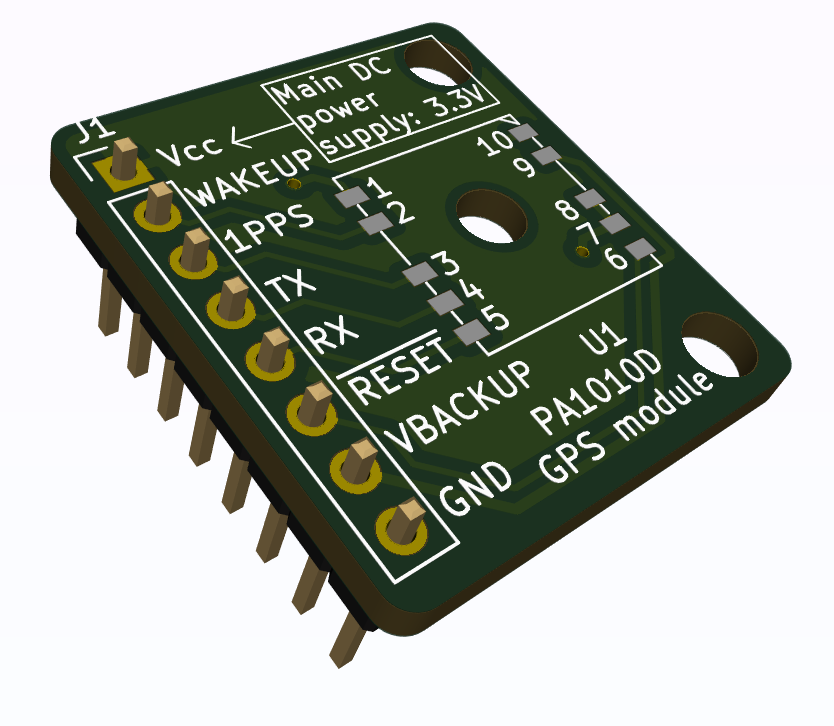 J1
Main DC
power
supply: 3.3V
Vcc
WAKEUP
1PPS
TX
RX
RESET
VBACKUP
GND
1
2
3
4
5
10
9
8
7
6
U1
PA1010D
GPS module